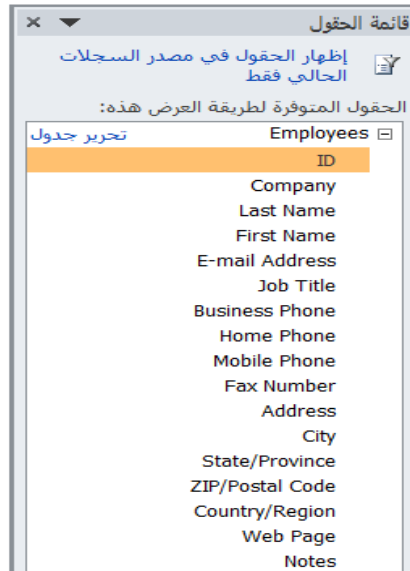 قائمة الحقول
إظهار الحقول في مصدر السجلات
الحالي فقط
الحقول المتوفرة لطريقة العرض هذه:
Employees تحرير جدول
ID
Company
Last Name
First Name
E-mail Address
Job Title
Business Phone
Home Phone
Mobile Phone
Fax Number
Address
City
State/Province
ZIP/Postal Code
Country/Region
Web Page
Notes